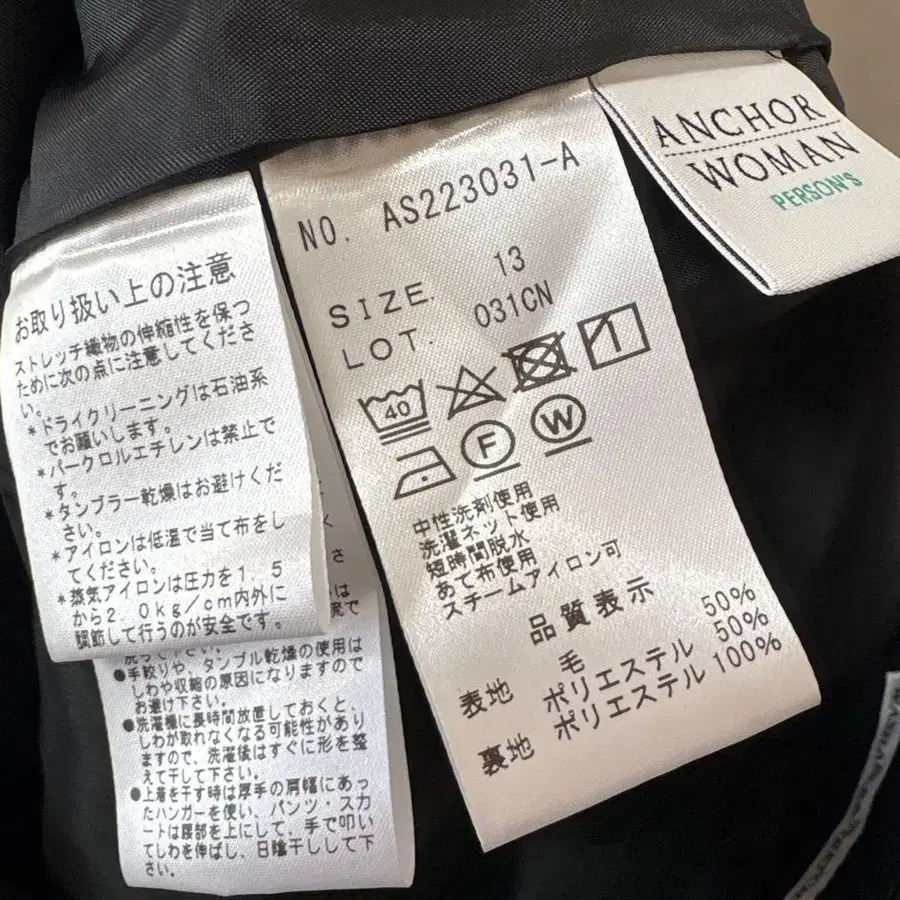 ANCHOR
WOMAN
PERSON'S
NO. AS223031-A
SIZE. 13
LOT. 031CN
40
F
W
中性洗剤使用
洗濯ネット使用
短時間脱水
あて布使用
スチームアイロン可
品質表示
表地 毛 50%
ポリエステル 50%
裏地 ポリエステル 100%
お取り扱い上の注意
ストレッチ織物の伸縮性を保つ
ために次の点に注意してくださ
い。
*ドライクリーニングは石油系
でお願いします。
*パークロルエチレンは禁止で
す。
*タンブラー乾燥はお避けくだ
さい。
*アイロンは低温で当て布をし
てください。
*蒸気アイロンは圧力を1.5
から2.0kg/cm内外に
調節して行うのが安全です。
洗って下さい。
●手絞りや、タンブル乾燥の使用は
しわや収縮の原因になりますので
お避け下さい。
●洗濯機に長時間放置しておくと、
しわが取れなくなる可能性があり
ますので、洗濯後はすぐに形を整
えて干して下さい。
●上着を干す時は厚手の肩幅にあっ
たハンガーを使い、パンツ・スカ
ートは腰部を上にして、手で叩い
てしわを伸ばし、日陰干しして下